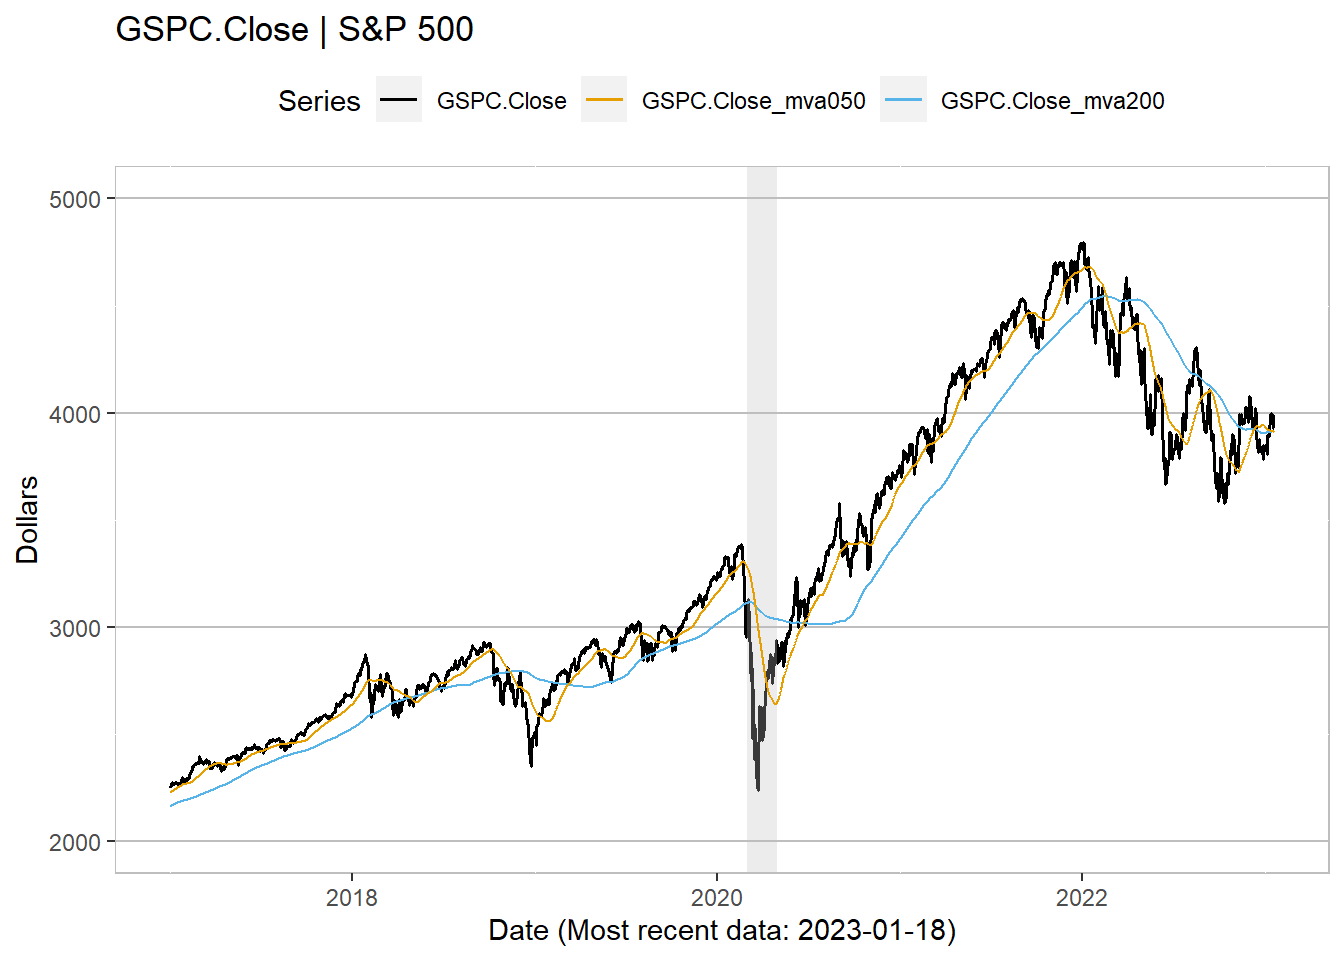 GSPC.Close | S&P 500
Series GSPC.Close GSPC.Close_mva050 GSPC.Close_mva200
5000
4000
3000
2000
Dollars
2018 2020 2022
Date (Most recent data: 2023-01-18)